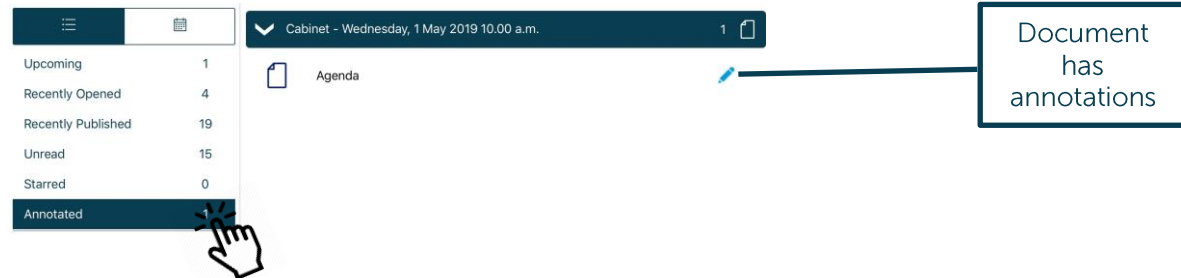 Upcoming 1
Recently Opened 4
Recently Published 19
Unread 15
Starred 0
Annotated 1
Cabinet - Wednesday, 1 May 2019 10.00 a.m. 1
Agenda
Document
has
annotations